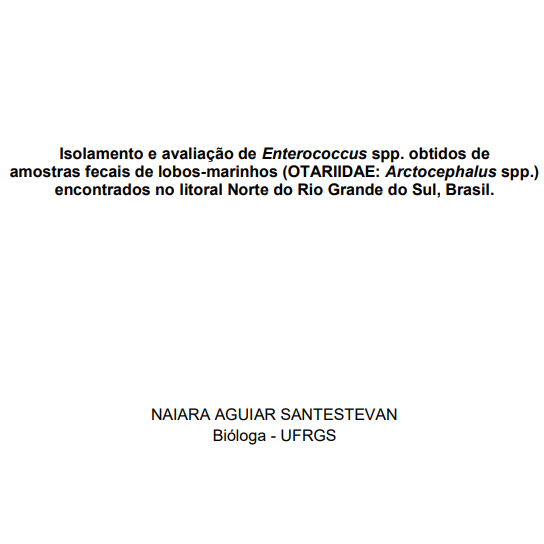 Isolamento e avaliação de Enterococcus spp. obtidos de
amostras fecais de lobos-marinhos (OTARIIDAE: Arctocephalus spp.)
encontrados no litoral Norte do Rio Grande do Sul, Brasil.
NAIARA AGUIAR SANTESTEVAN
Bióloga - UFRGS